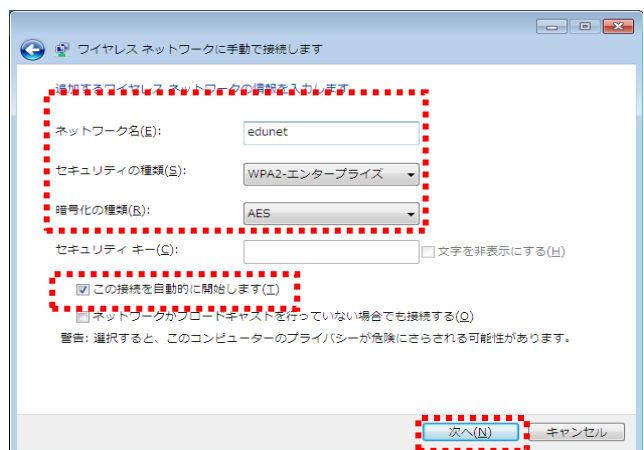 ワイヤレス ネットワークに手動で接続します
追加するワイヤレス ネットワークの情報を入力します
ネットワーク名(E): edunet
セキュリティの種類(S): WPA2-エンタープライズ
暗号化の種類(R): AES
セキュリティ キー(C): 文字を非表示にする(H)
この接続を自動的に開始します(T)
ネットワークがブロードキャストを行っていない場合でも接続する(O)
警告: 選択すると、このコンピューターのプライバシーが危険にさらされる可能性があります。
次へ(N) キャンセル